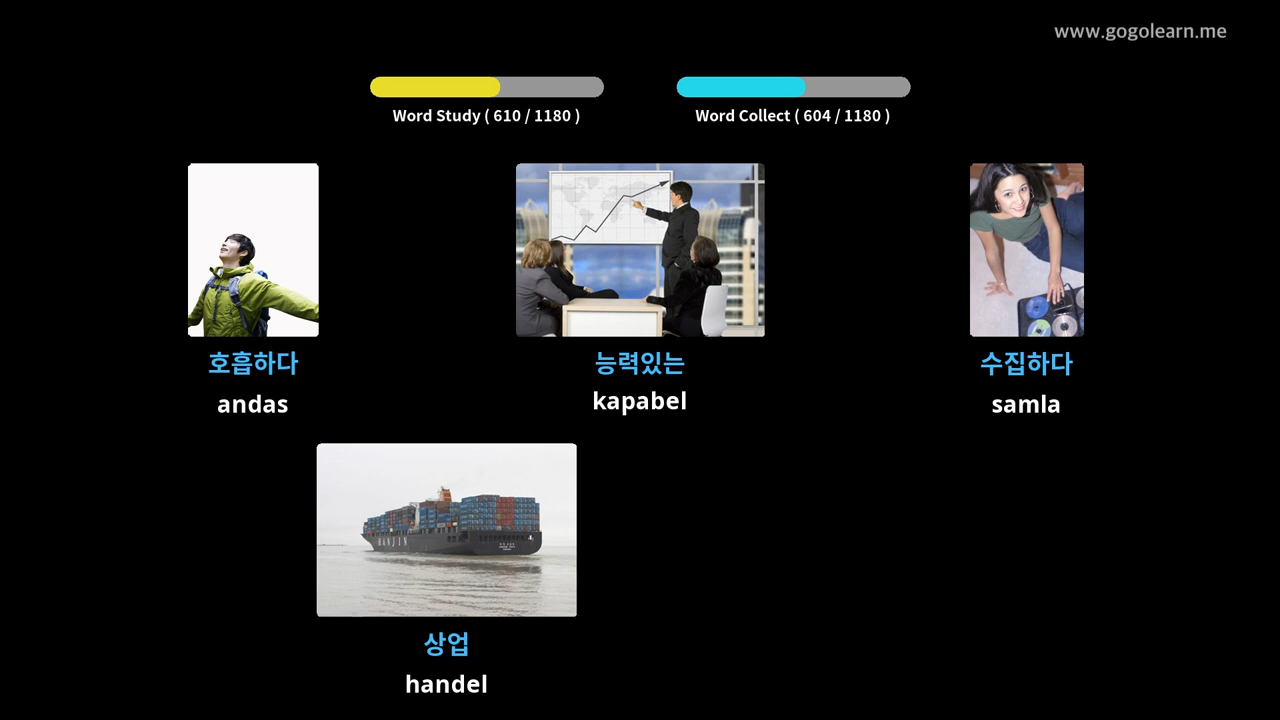 www.gogolearn.me
Word Study ( 610 / 1180 )
Word Collect ( 604 / 1180 )
호흡하다
andas
능력있는
kapabel
수집하다
samla
HANJIN
상업
handel